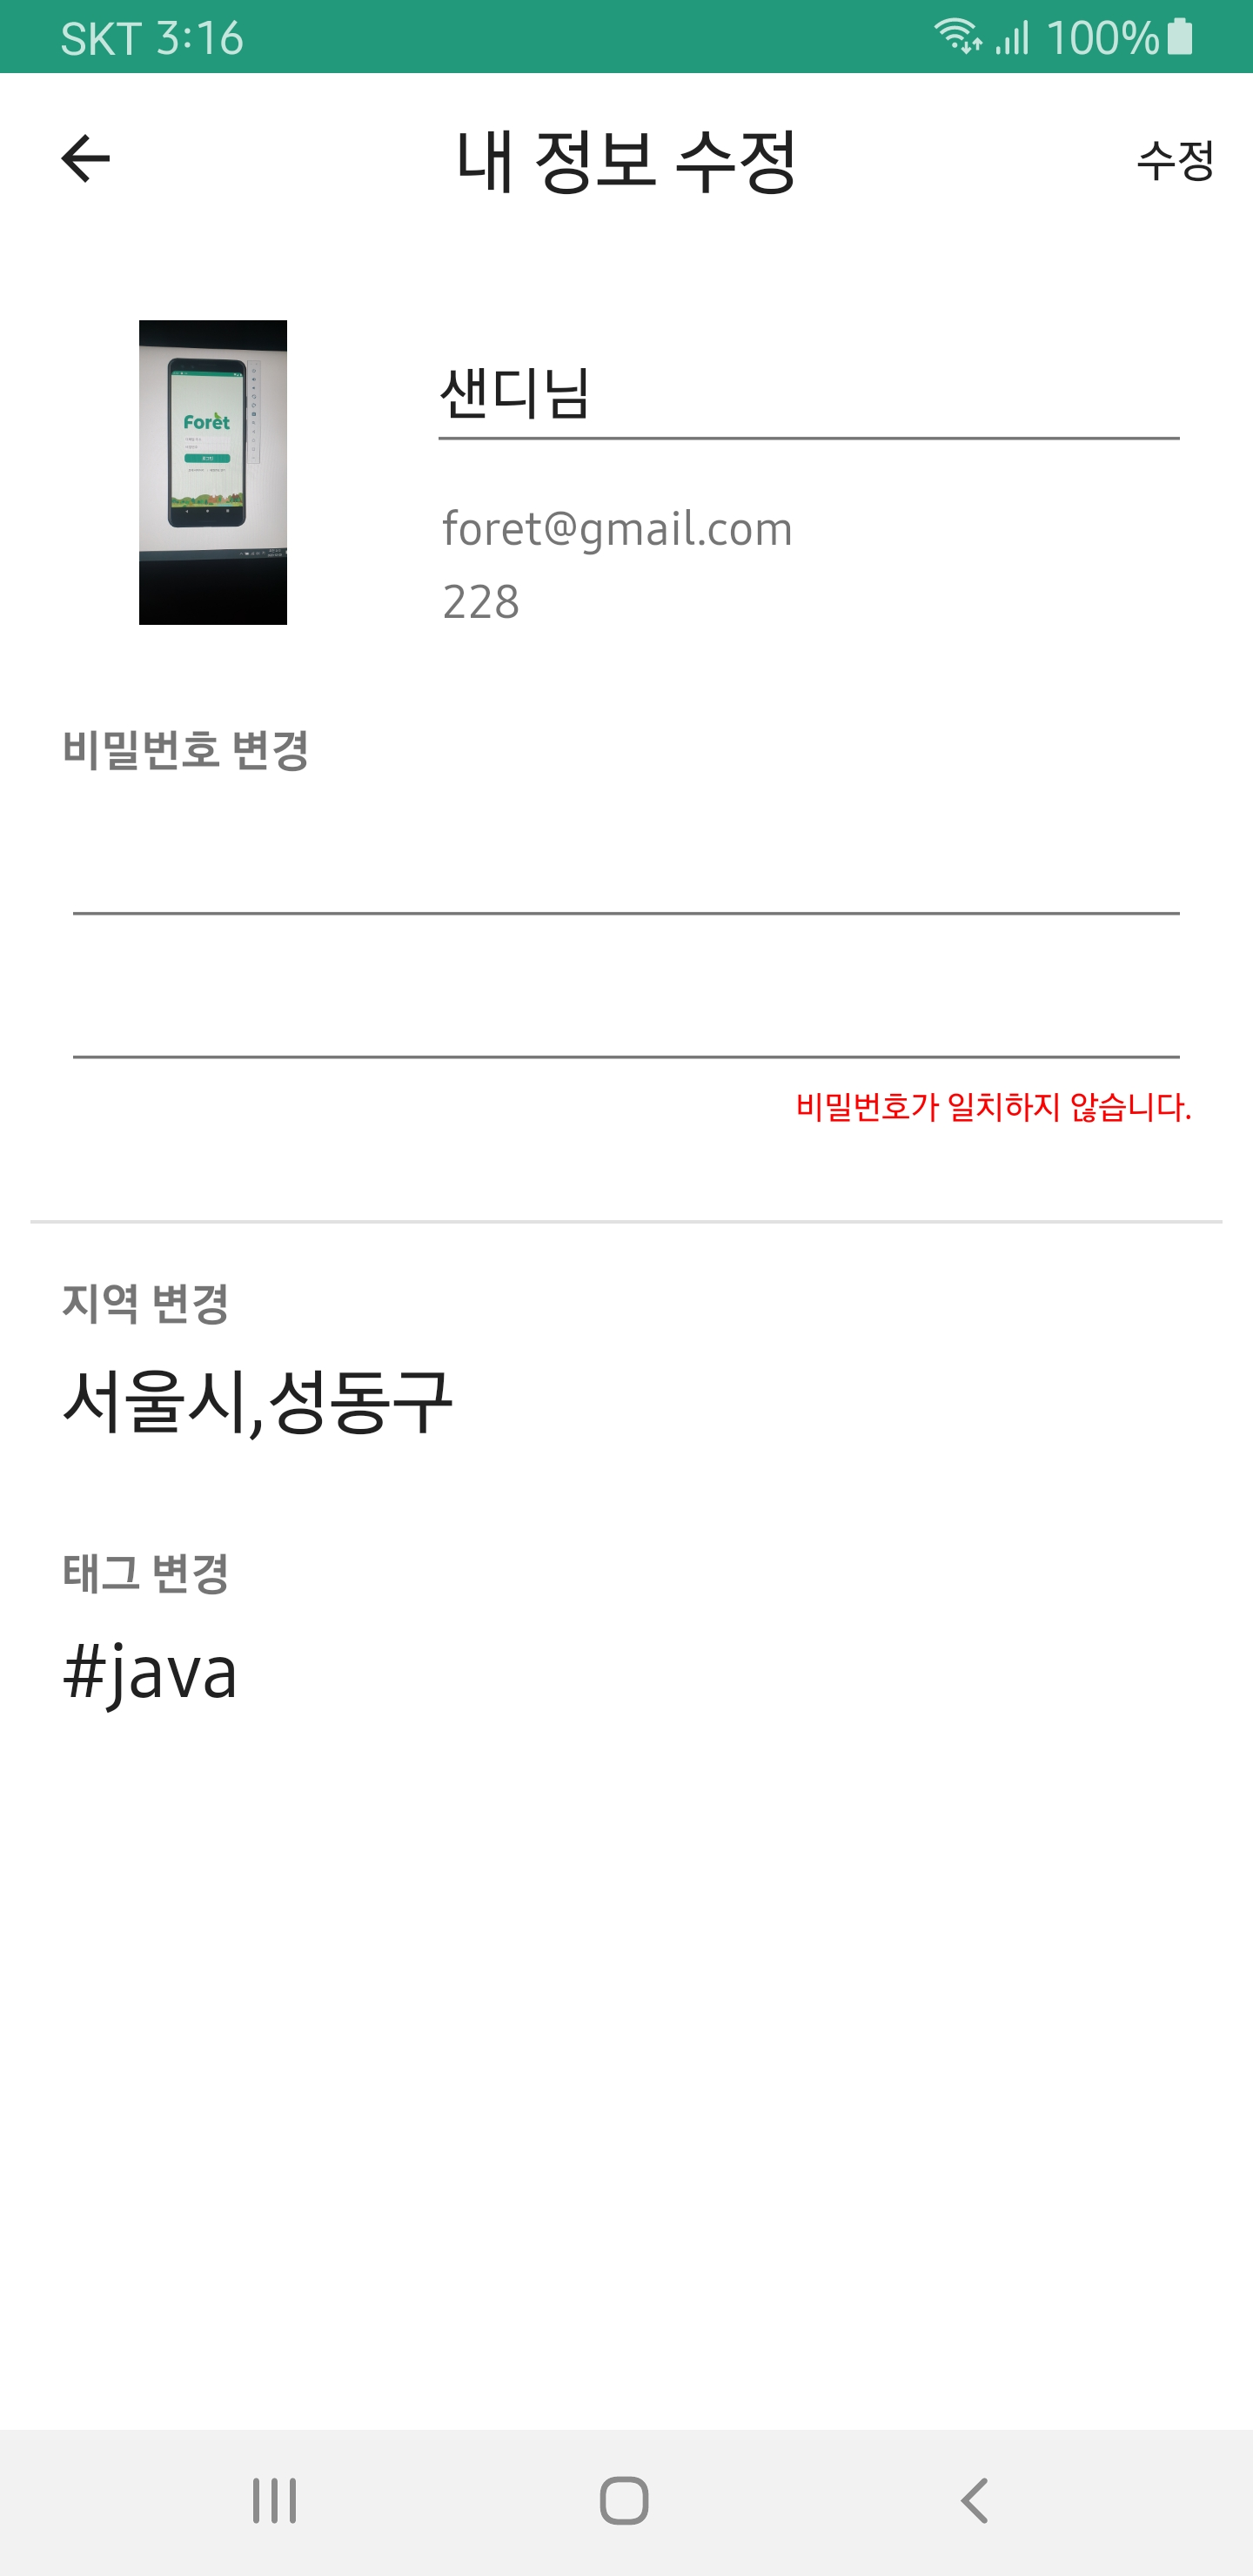 SKT 3:16 100%
내 정보 수정 수정
Forêt
샌디님
foret@gmail.com
228
비밀번호 변경
비밀번호가 일치하지 않습니다.
지역 변경
서울시,성동구
태그 변경
#java